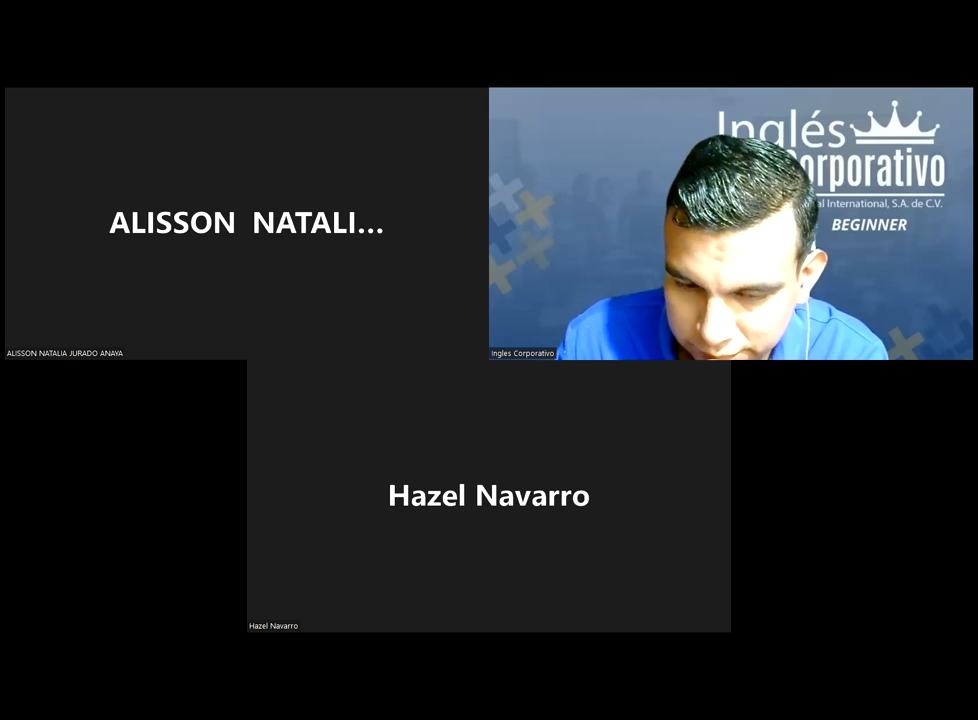 ALISSON NATALI...
ALISSON NATALIA JURADO ANAYA
Inglés
orporativo
al International, S.A. de C.V.
BEGINNER
Ingles Corporativo
Hazel Navarro
Hazel Navarro